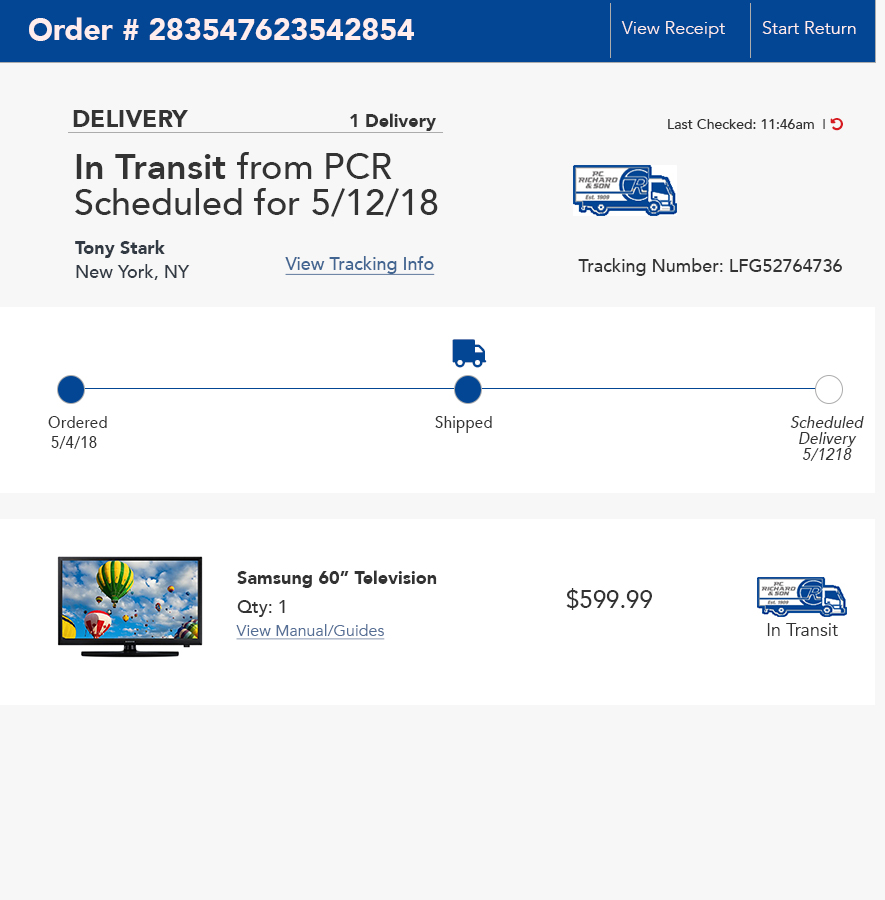 Order # 283547623542854
View Receipt
Start Return
DELIVERY
1 Delivery
Last Checked: 11:46am |
In Transit from PCR
Scheduled for 5/12/18
PC
RICHARD
& SON
Est. 1909
R
Tony Stark
New York, NY
View Tracking Info
Tracking Number: LFG52764736
Ordered
5/4/18
Shipped
Scheduled
Delivery
5/1218
Samsung 60” Television
Qty: 1
View Manual/Guides
$599.99
PC
RICHARD
& SON
Est. 1909
R
In Transit